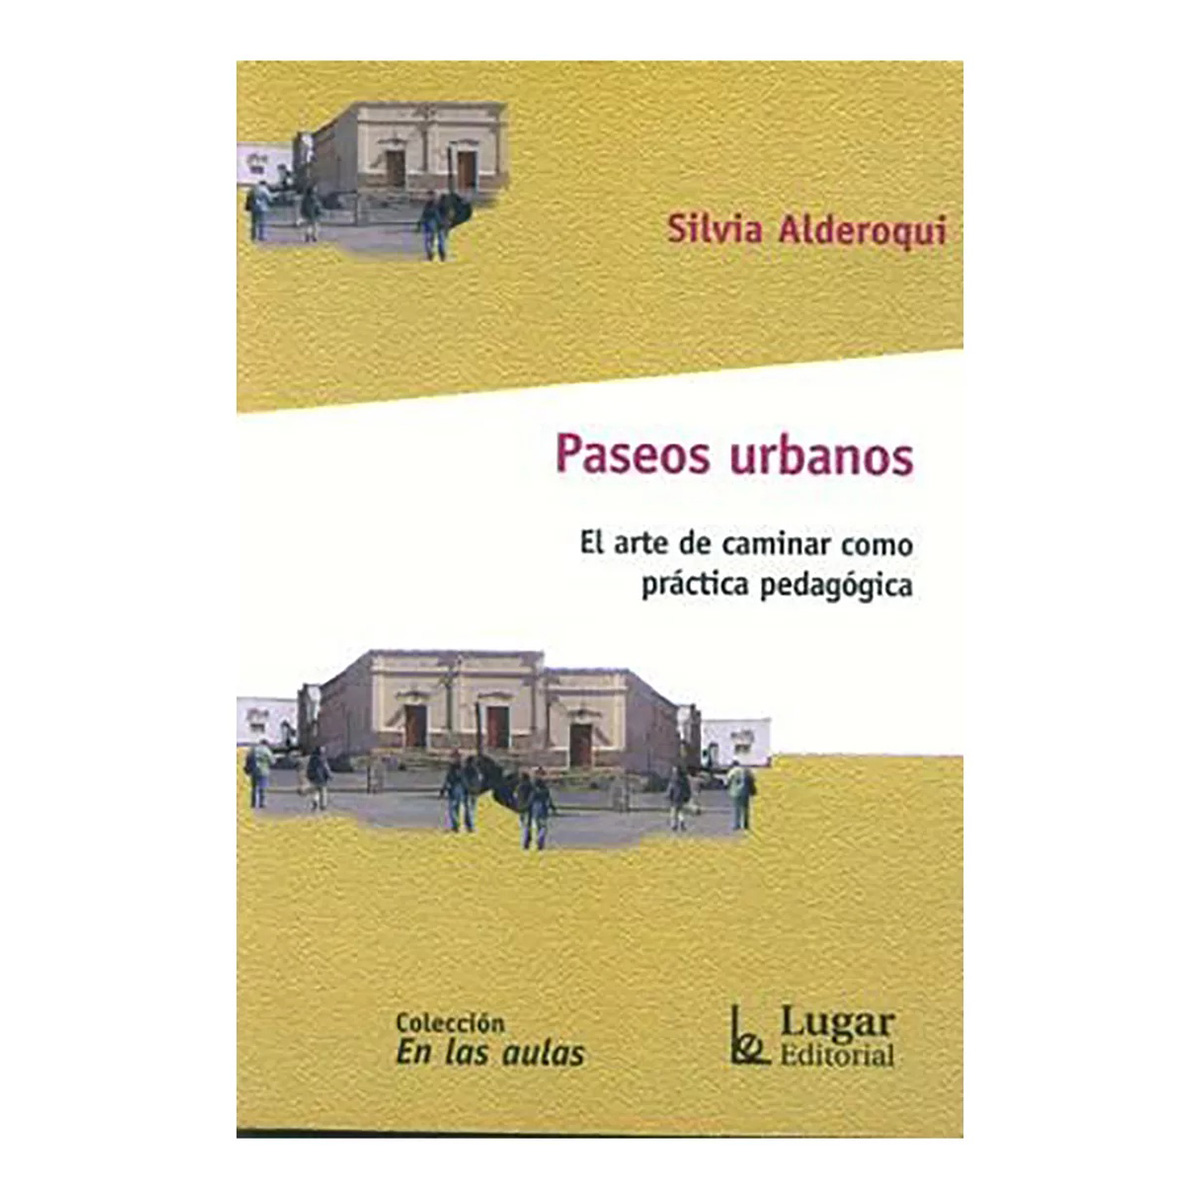 Silvia Alderoqui
Paseos urbanos
El arte de caminar como
práctica pedagógica
Colección
En las aulas
Lugar
Editorial